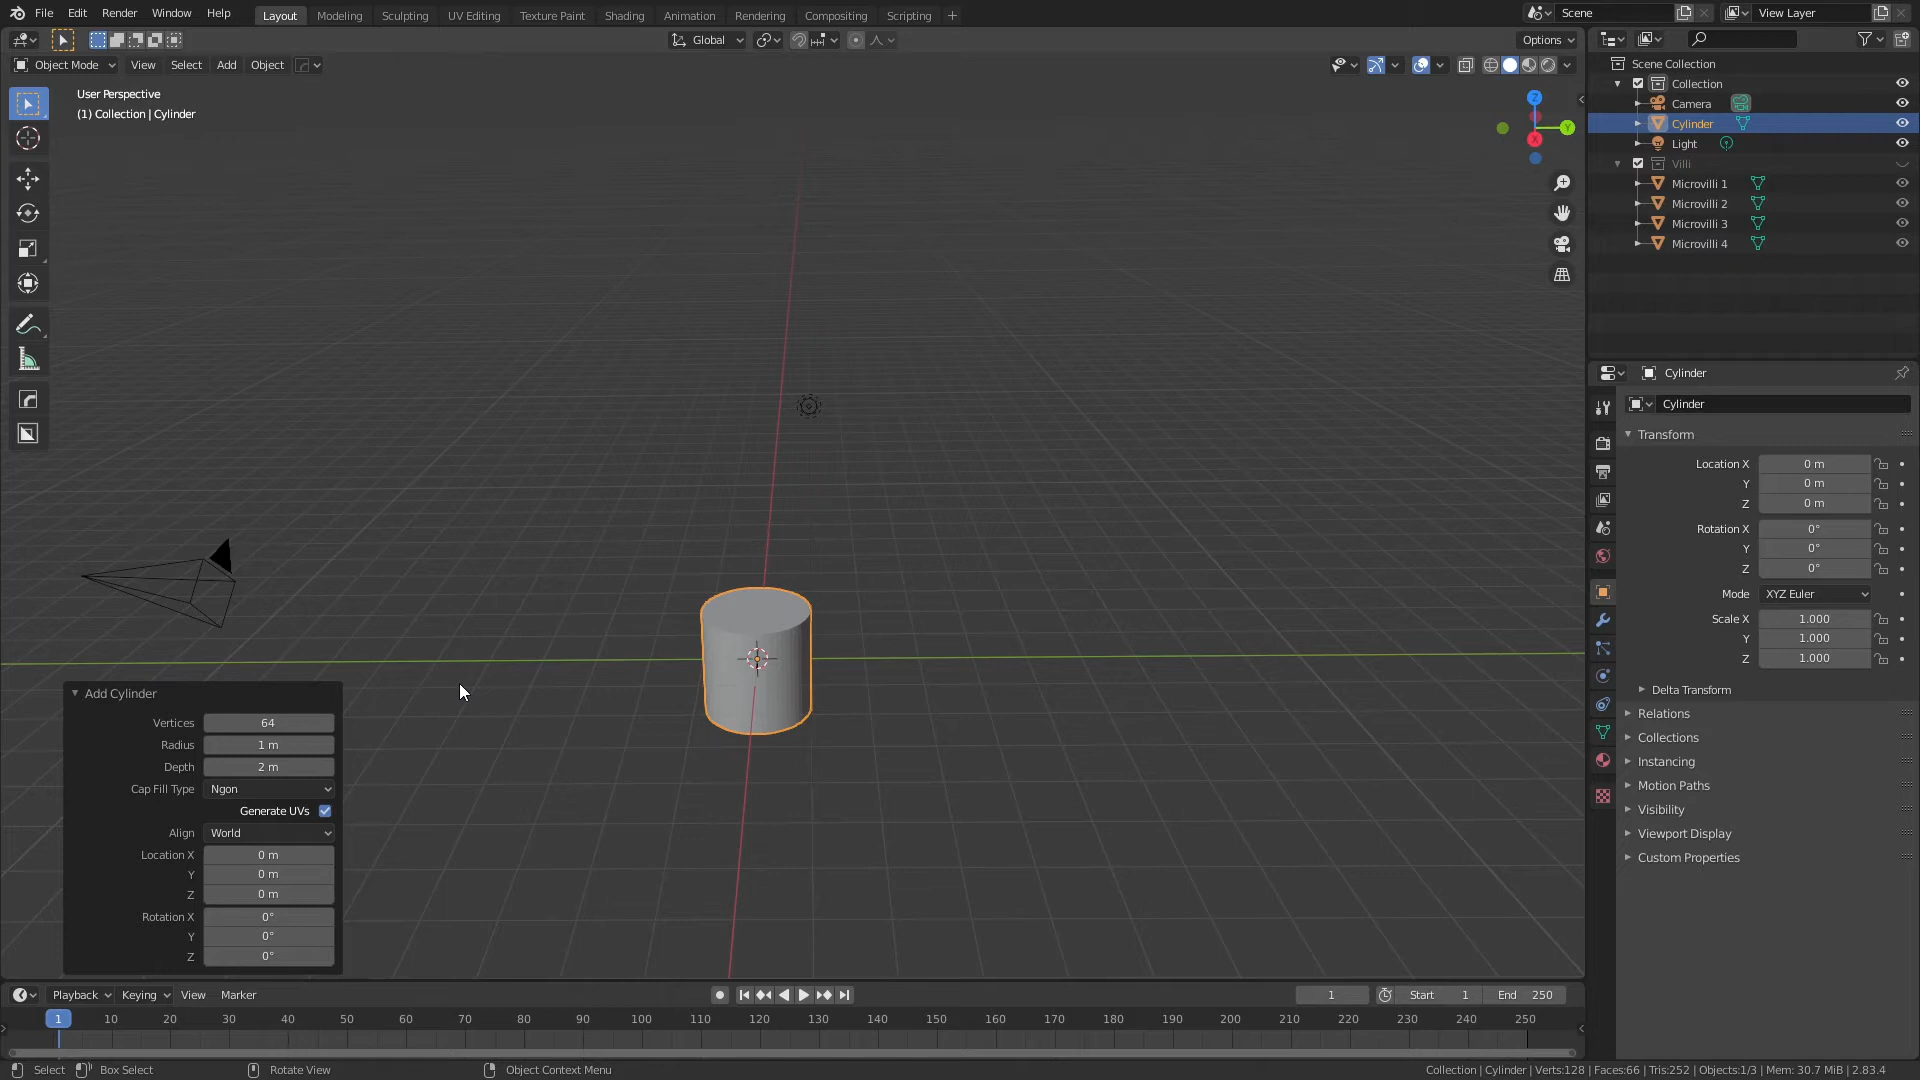 File Edit Render Window Help Layout Modeling Sculpting UV Editing Texture Paint Shading Animation Rendering Compositing Scripting + Scene View Layer
Global Options
Object Mode View Select Add Object
User Perspective
(1) Collection | Cylinder
Z
Y
X
Scene Collection
Collection
Camera
Cylinder
Light
Villi
Microvilli 1
Microvilli 2
Microvilli 3
Microvilli 4
Cylinder
Cylinder
Transform
Location X 0 m
Y 0 m
Z 0 m
Rotation X 0°
Y 0°
Z 0°
Mode XYZ Euler
Scale X 1.000
Y 1.000
Z 1.000
Delta Transform
Relations
Collections
Instancing
Motion Paths
Visibility
Viewport Display
Custom Properties
Add Cylinder
Vertices 64
Radius 1 m
Depth 2 m
Cap Fill Type Ngon
Generate UVs
Align World
Location X 0 m
Y 0 m
Z 0 m
Rotation X 0°
Y 0°
Z 0°
Playback Keying View Marker 1 Start 1 End 250
1 10 20 30 40 50 60 70 80 90 100 110 120 130 140 150 160 170 180 190 200 210 220 230 240 250
Select Box Select Rotate View Object Context Menu Collection | Cylinder | Verts:128 | Faces:66 | Tris:252 | Objects:1/3 | Mem: 30.7 MiB | 2.83.4